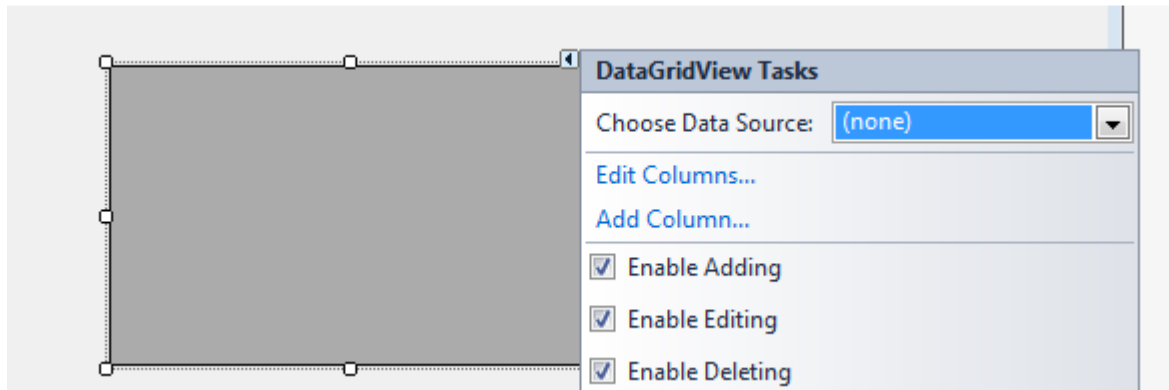 DataGridView Tasks
Choose Data Source: (none)
Edit Columns...
Add Column...
Enable Adding
Enable Editing
Enable Deleting